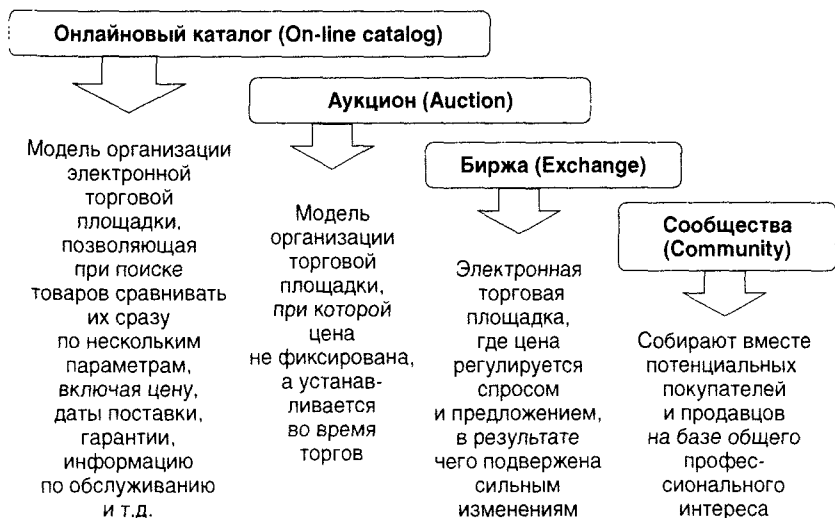 Онлайновый каталог (On-line catalog)
Модель организации
электронной
торговой
площадки,
позволяющая
при поиске
товаров сравнивать
их сразу
по нескольким
параметрам,
включая цену,
даты поставки,
гарантии,
информацию
по обслуживанию
и т.д.
Аукцион (Auction)
Модель
организации
торговой
площадки,
при которой
цена
не фиксирована,
а устанав-
ливается
во время
торгов
Биржа (Exchange)
Электронная
торговая
площадка,
где цена
регулируется
спросом
и предложением,
в результате
чего подвержена
сильным
изменениям
Сообщества
(Community)
Собирают вместе
потенциальных
покупателей
и продавцов
на базе общего
профес-
сионального
интереса